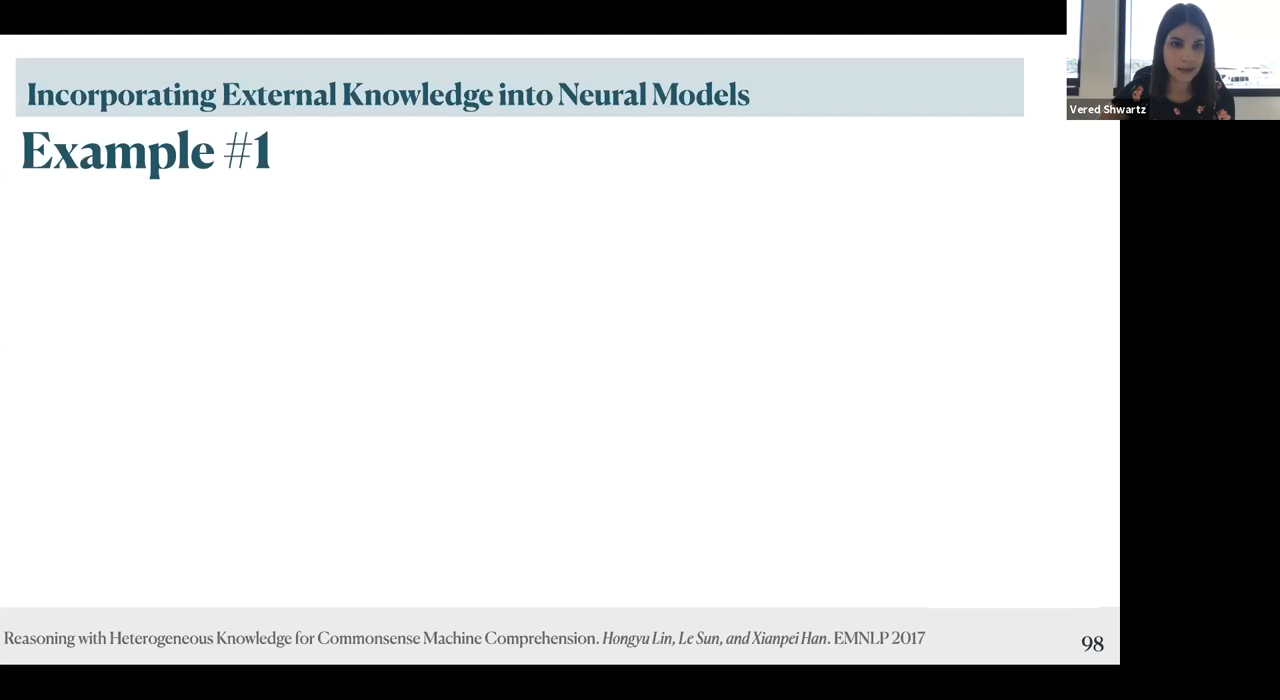 Incorporating External Knowledge into Neural Models
Example #1
Vered Shwartz
Reasoning with Heterogeneous Knowledge for Commonsense Machine Comprehension. Hongyu Lin, Le Sun, and Xianpei Han. EMNLP 2017
98